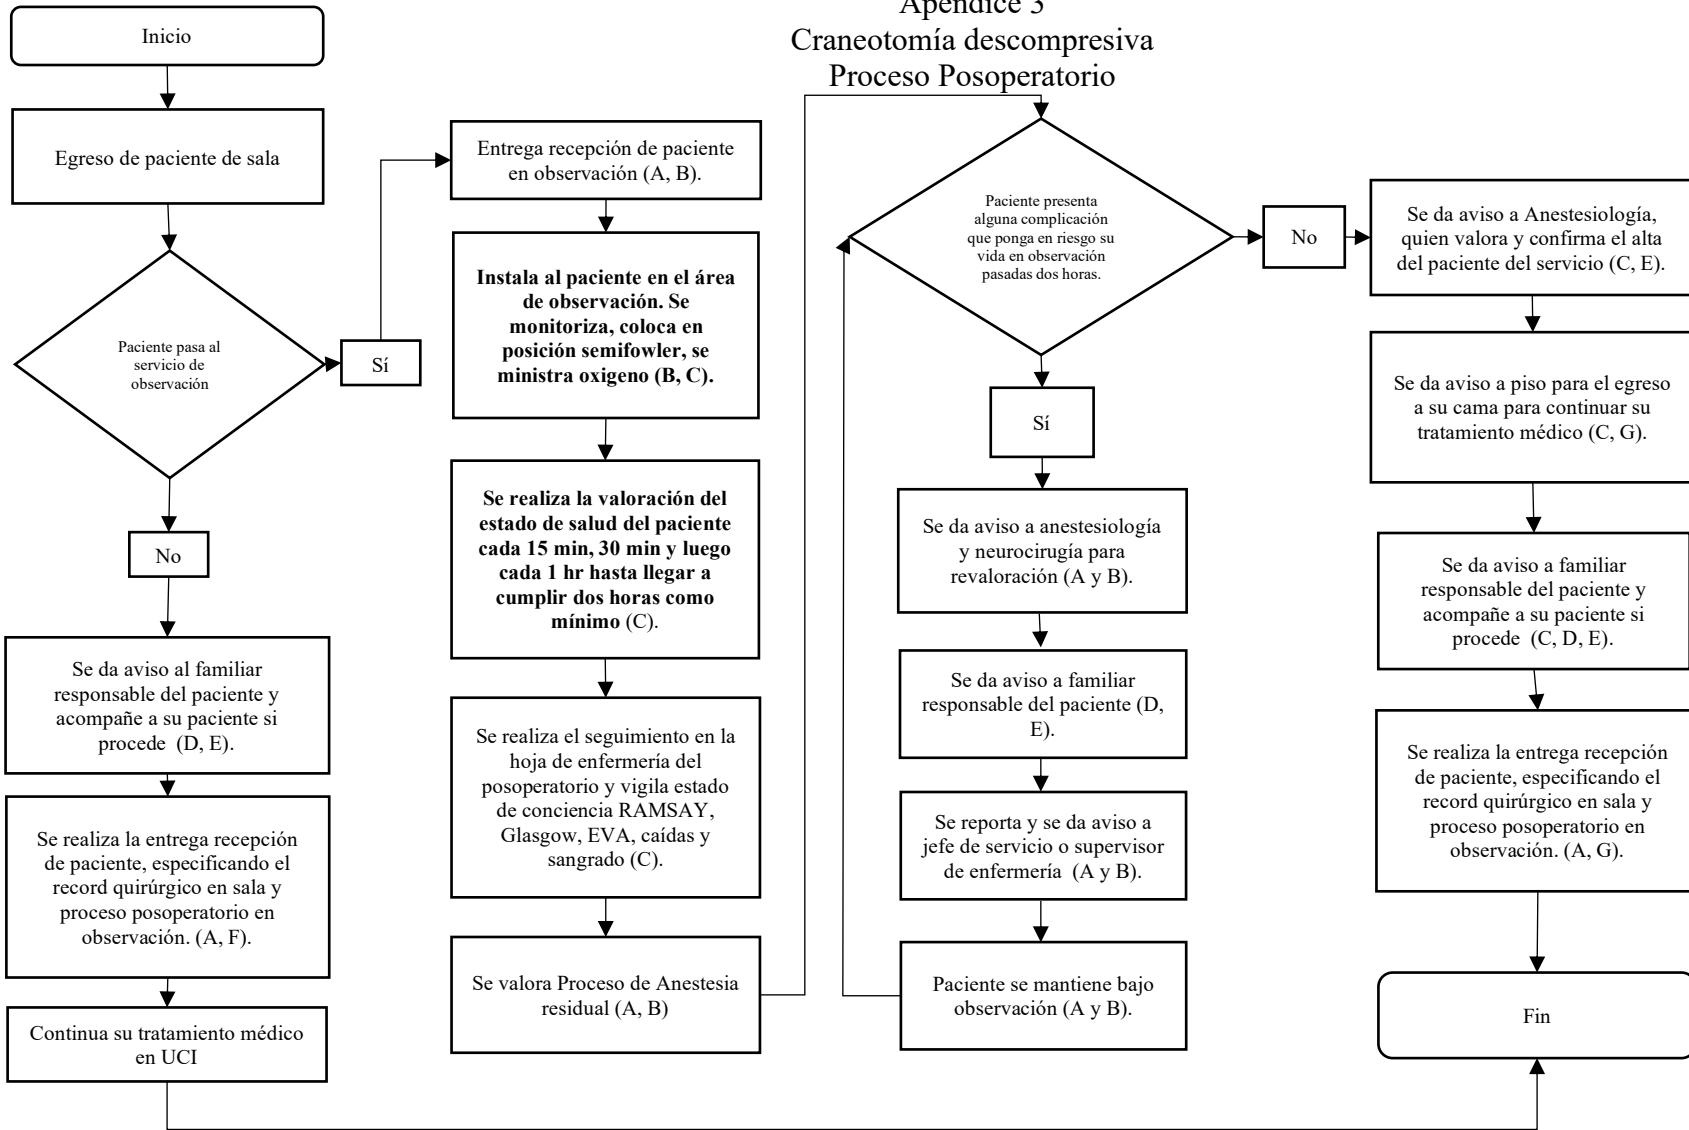 Apéndice 3
Craneotomía descompresiva
Proceso Posoperatorio
Inicio
Egreso de paciente de sala
Paciente pasa al
servicio de
observación
Sí
No
Se da aviso al familiar
responsable del paciente y
acompañe a su paciente si
procede (D, E).
Se realiza la entrega recepción
de paciente, especificando el
record quirúrgico en sala y
proceso posoperatorio en
observación. (A, F).
Continua su tratamiento médico
en UCI
Entrega recepción de paciente
en observación (A, B).
Instala al paciente en el área
de observación. Se
monitoriza, coloca en
posición semifowler, se
ministra oxigeno (B, C).
Se realiza la valoración del
estado de salud del paciente
cada 15 min, 30 min y luego
cada 1 hr hasta llegar a
cumplir dos horas como
mínimo (C).
Se realiza el seguimiento en la
hoja de enfermería del
posoperatorio y vigila estado
de conciencia RAMSAY,
Glasgow, EVA, caídas y
sangrado (C).
Se valora Proceso de Anestesia
residual (A, B)
Paciente presenta
alguna complicación
que ponga en riesgo su
vida en observación
pasadas dos horas.
Sí
Se da aviso a anestesiología
y neurocirugía para
revaloración (A y B).
Se da aviso a familiar
responsable del paciente (D,
E).
Se reporta y se da aviso a
jefe de servicio o supervisor
de enfermería (A y B).
Paciente se mantiene bajo
observación (A y B).
No
Se da aviso a Anestesiología,
quien valora y confirma el alta
del paciente del servicio (C, E).
Se da aviso a piso para el egreso
a su cama para continuar su
tratamiento médico (C, G).
Se da aviso a familiar
responsable del paciente y
acompañe a su paciente si
procede (C, D, E).
Se realiza la entrega recepción
de paciente, especificando el
record quirúrgico en sala y
proceso posoperatorio en
observación. (A, G).
Fin